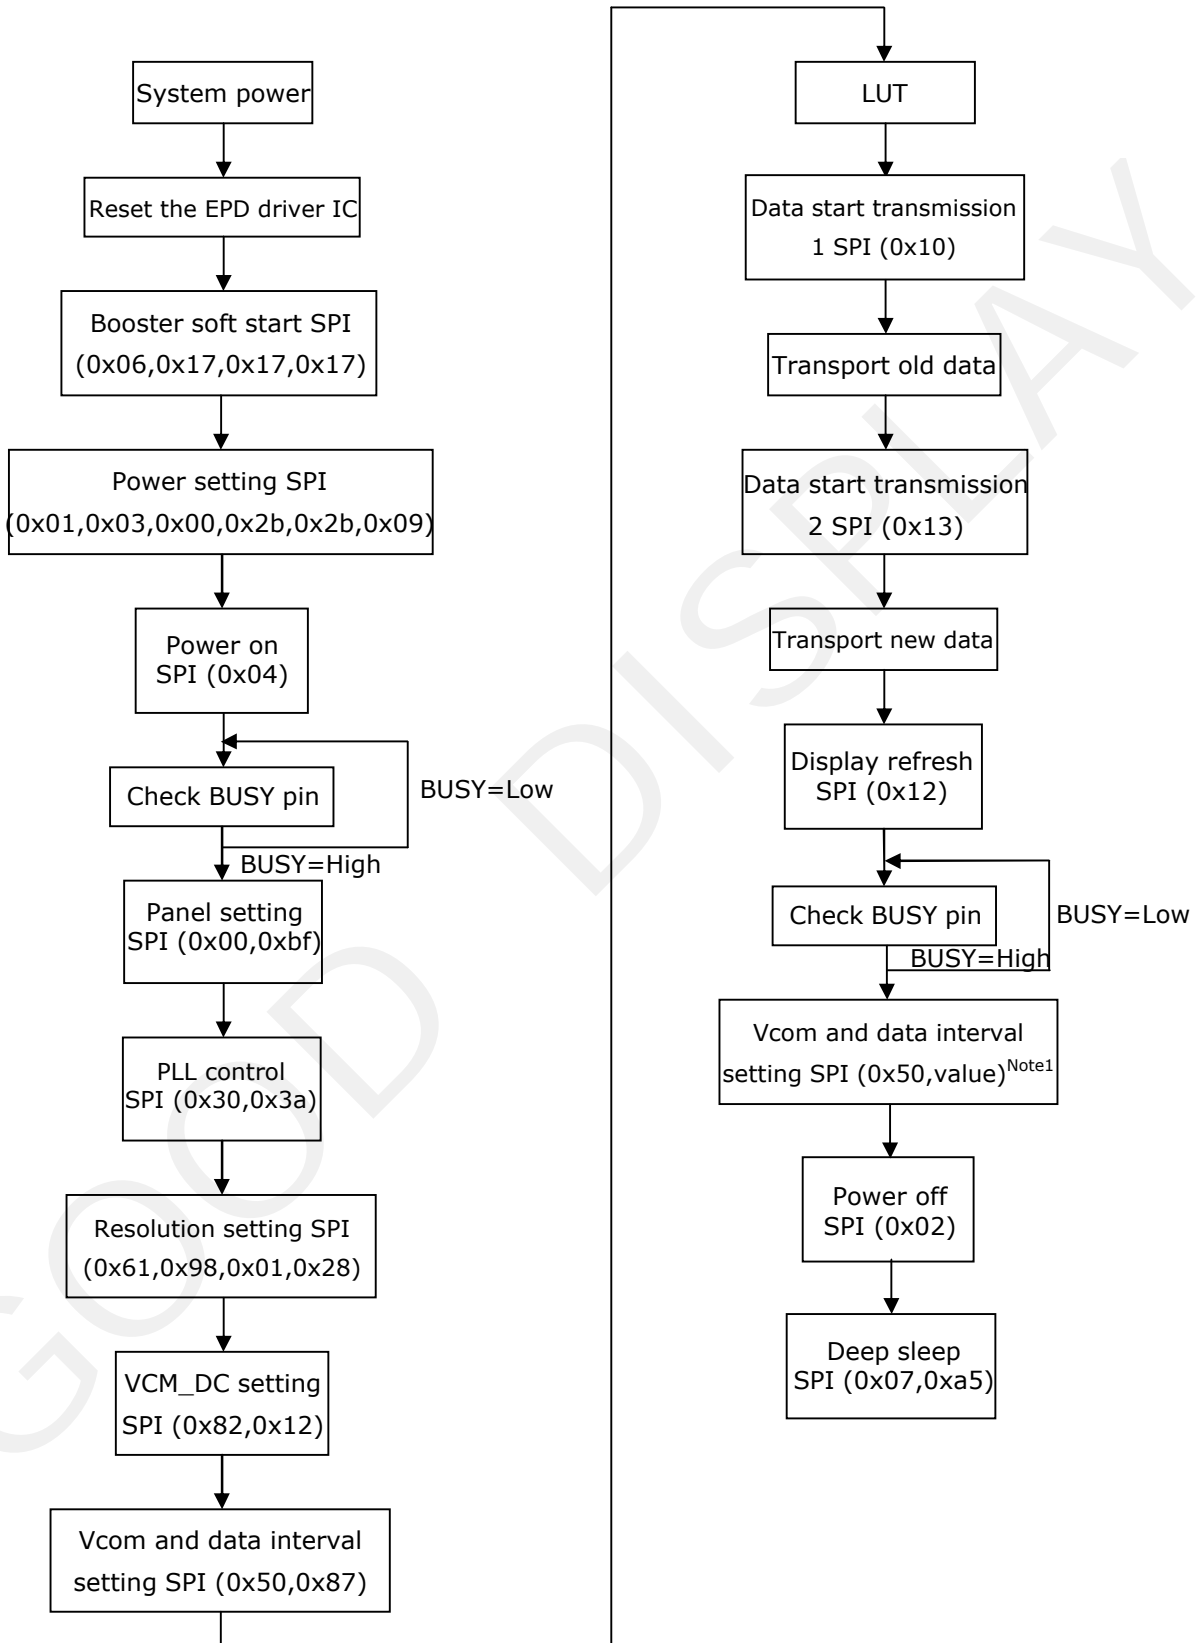 System power
Reset the EPD driver IC
Booster soft start SPI
(0x06,0x17,0x17,0x17)
Power setting SPI
(0x01,0x03,0x00,0x2b,0x2b,0x09)
Power on
SPI (0x04)
Check BUSY pin
BUSY=Low
BUSY=High
Panel setting
SPI (0x00,0xbf)
PLL control
SPI (0x30,0x3a)
Resolution setting SPI
(0x61,0x98,0x01,0x28)
VCM_DC setting
SPI (0x82,0x12)
Vcom and data interval
setting SPI (0x50,0x87)
LUT
Data start transmission
1 SPI (0x10)
Transport old data
Data start transmission
2 SPI (0x13)
Transport new data
Display refresh
SPI (0x12)
Check BUSY pin
BUSY=Low
BUSY=High
Vcom and data interval
setting SPI (0x50,value)Note1
Power off
SPI (0x02)
Deep sleep
SPI (0x07,0xa5)
GOOD DISPLAY